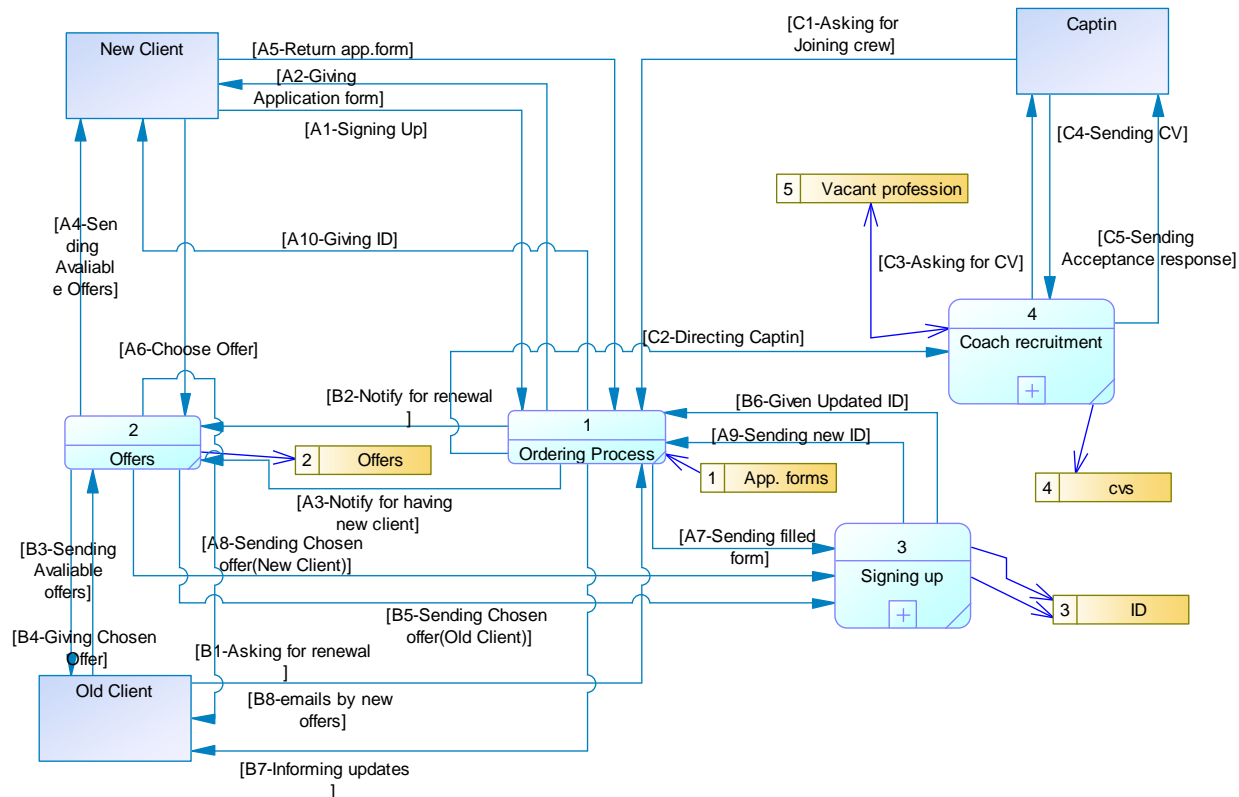 [C1-Asking for
Joining crew]
New Client
[A5-Return app.form]
Captin
[A2-Giving
Application form]
[A1-Signing Up]
[C4-Sending CV]
5 Vacant profession
[A4-Sen
ding
Avaliabl
e Offers]
[A10-Giving ID]
[C3-Asking for CV]
[C5-Sending
Acceptance response]
4
Coach recruitment
[A6-Choose Offer]
[C2-Directing Captin]
[B2-Notify for renewal
]
[B6-Given Updated ID]
2
Offers
1
Ordering Process
[A9-Sending new ID]
2 Offers
1 App. forms
4 cvs
[A3-Notify for having
new client]
[B3-Sending
Avaliable
offers]
[A8-Sending Chosen
offer(New Client)]
[A7-Sending filled
form]
3
Signing up
3 ID
[B4-Giving Chosen
Offer]
[B5-Sending Chosen
offer(Old Client)]
[B1-Asking for renewal
]
Old Client
[B8-emails by new
offers]
[B7-Informing updates
]